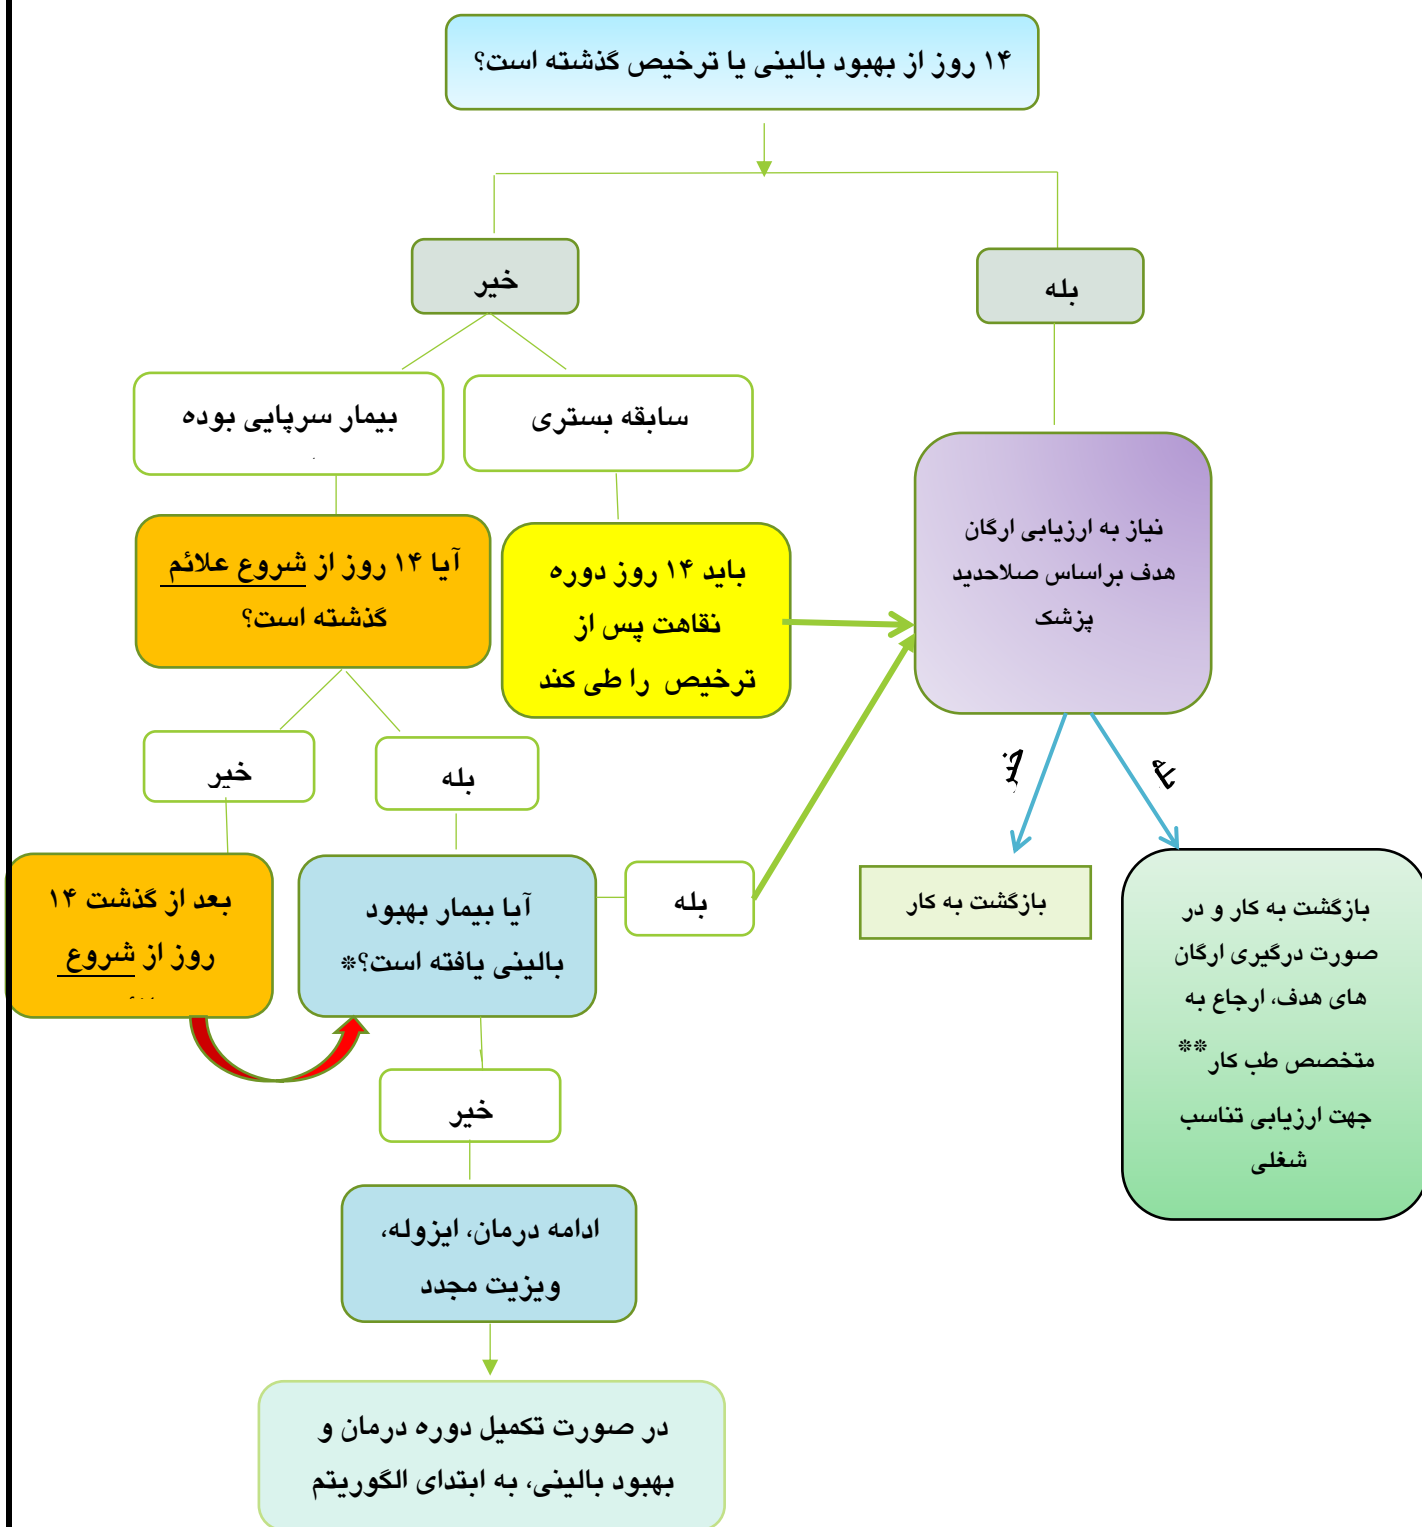 ۱۴ روز از بهبود بالینی یا ترخیص گذشته است؟
بله
خیر
سابقه بستری
بیمار سرپایی بوده
نیاز به ارزیابی ارگان
هدف براساس صلاحدید
پزشک
باید ۱۴ روز دوره
نقاهت پس از
ترخیص را طی کند
آیا ۱۴ روز از شروع علائم
گذشته است؟
بله
خیر
خیر
بله
بازگشت به کار و در
صورت درگیری ارگان
های هدف، ارجاع به
متخصص طب کار**
جهت ارزیابی تناسب
شغلی
بازگشت به کار
بله
آیا بیمار بهبود
بالینی یافته است؟*
بعد از گذشت ۱۴
روز از شروع
خیر
ادامه درمان، ایزوله،
ویزیت مجدد
در صورت تکمیل دوره درمان و
بهبود بالینی، به ابتدای الگوریتم